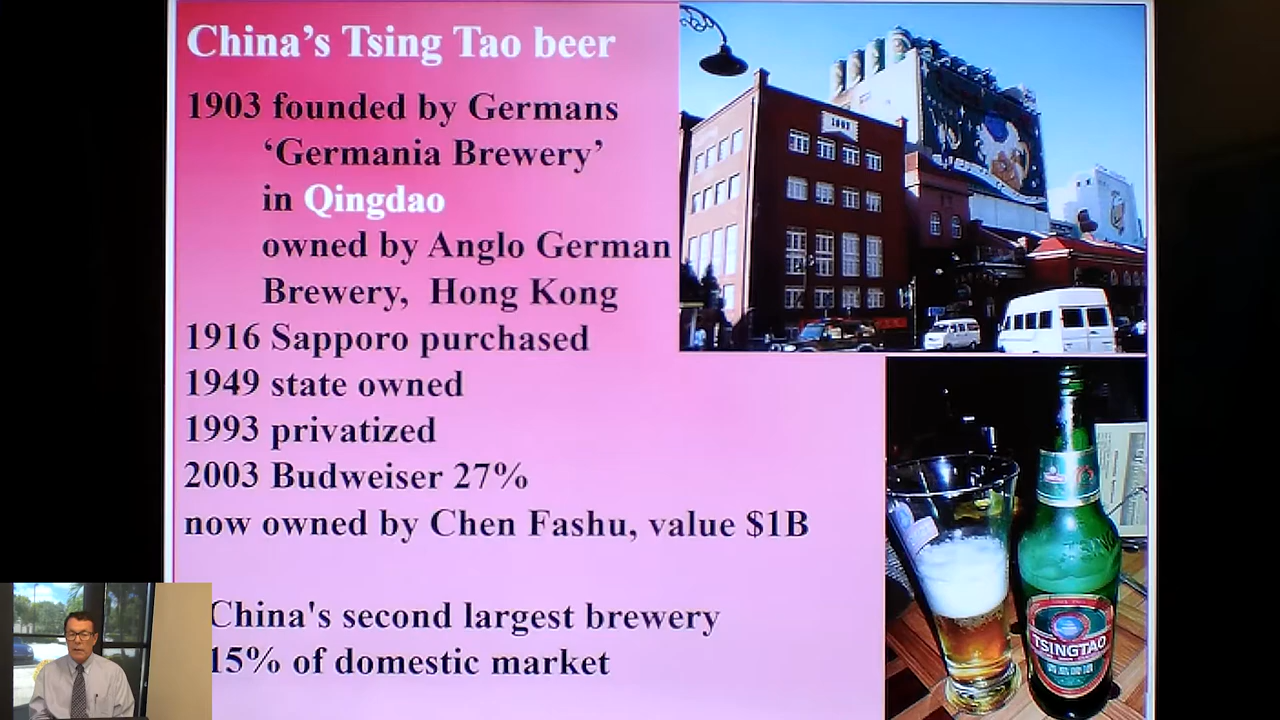 China's Tsing Tao beer
1903 founded by Germans
'Germania Brewery'
in Qingdao
owned by Anglo German
Brewery, Hong Kong
1916 Sapporo purchased
1949 state owned
1993 privatized
2003 Budweiser 27%
now owned by Chen Fashu, value $1B
China's second largest brewery
15% of domestic market
1903
TSINGTAO